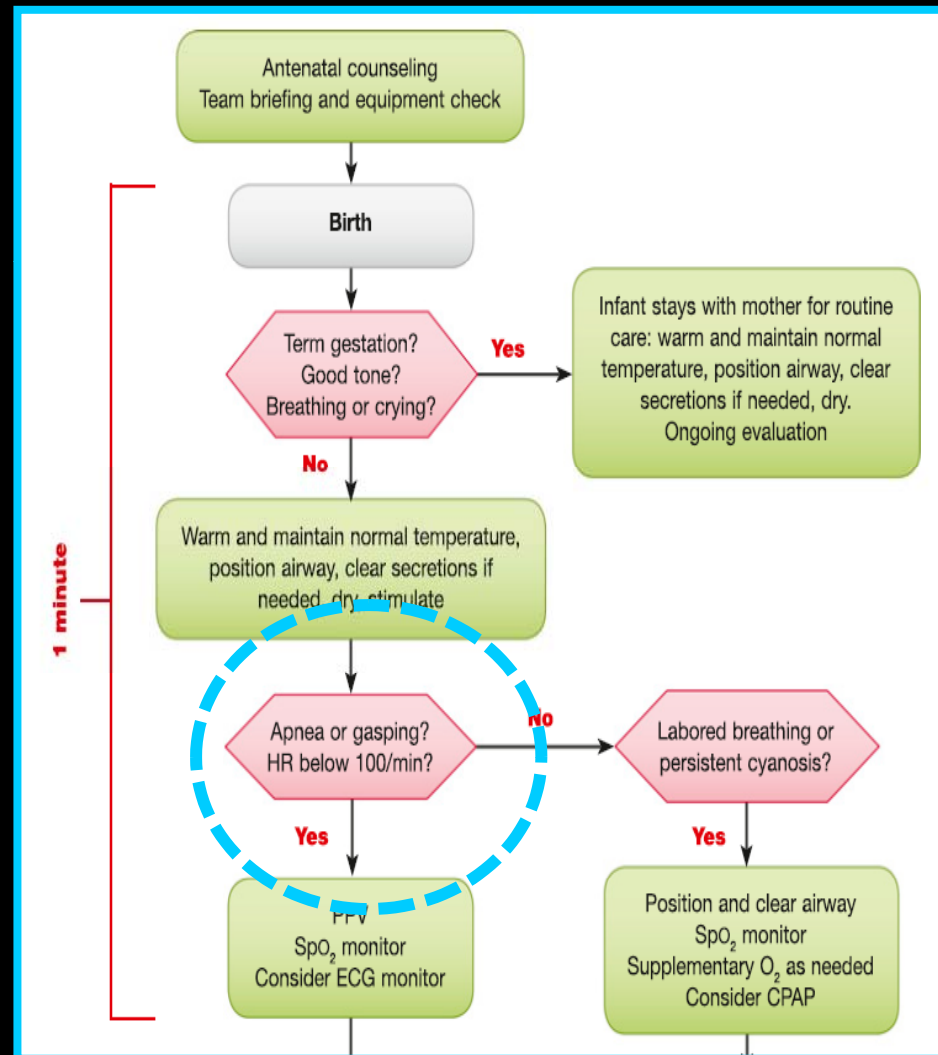 Antenatal counseling
Team briefing and equipment check
Birth
Term gestation?
Good tone?
Breathing or crying?
Yes
Infant stays with mother for routine
care: warm and maintain normal
temperature, position airway, clear
secretions if needed, dry.
Ongoing evaluation
No
Warm and maintain normal temperature,
position airway, clear secretions if
needed, dry, stimulate
1 minute
Apnea or gasping?
HR below 100/min?
No
Labored breathing or
persistent cyanosis?
Yes
PPV
SpO₂ monitor
Consider ECG monitor
Yes
Position and clear airway
SpO₂ monitor
Supplementary O₂ as needed
Consider CPAP